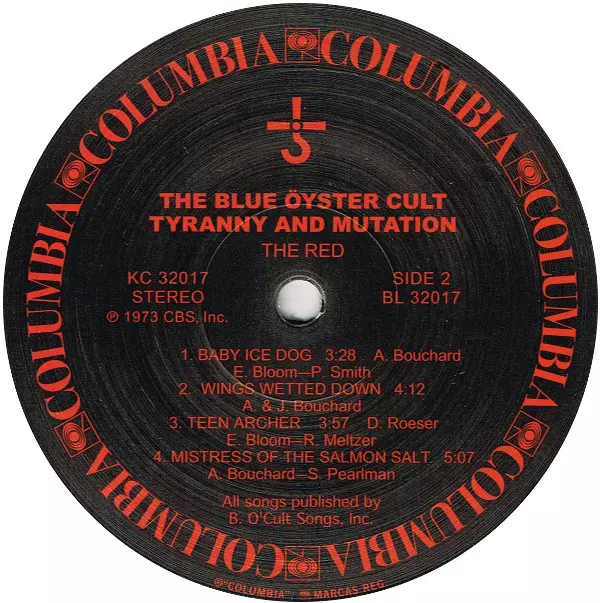 COLUMBIA COLUMBIA COLUMBIA COLUMBIA COLUMBIA COLUMBIA
THE BLUE ÖYSTER CULT
TYRANNY AND MUTATION
THE RED
KC 32017
STEREO
℗ 1973 CBS, Inc.
SIDE 2
BL 32017
1. BABY ICE DOG 3:28 A. Bouchard
E. Bloom—P. Smith
2. WINGS WETTED DOWN 4:12
A. & J. Bouchard
3. TEEN ARCHER 3:57 D. Roeser
E. Bloom—R. Meltzer
4. MISTRESS OF THE SALMON SALT 5:07
A. Bouchard—S. Pearlman
All songs published by
B. O'Cult Songs, Inc.
®"COLUMBIA", MARCAS REG.